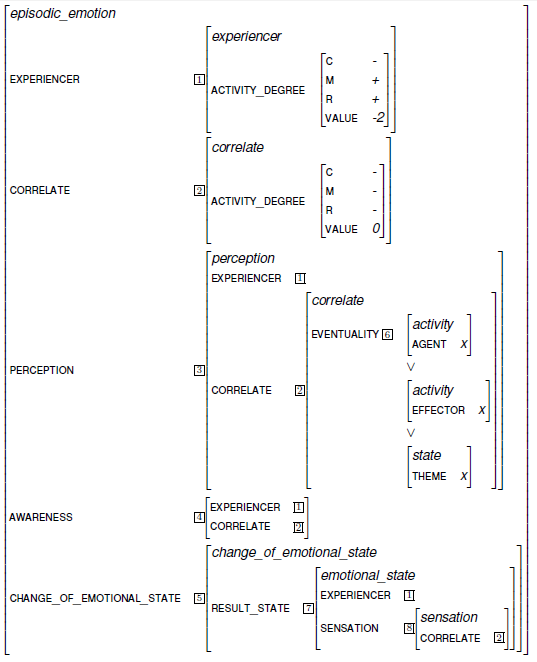 episodic_emotion
experiencer
C -
EXPERIENCER 1 ACTIVITY_DEGREE M +
R +
VALUE -2
correlate
C -
CORRELATE 2 ACTIVITY_DEGREE M -
R -
VALUE 0
perception
EXPERIENCER 1
correlate
EVENTUALITY 6 activity
AGENT x
∨
PERCEPTION 3 CORRELATE 2 activity
EFFECTOR x
∨
state
THEME x
AWARENESS 4 EXPERIENCER 1
CORRELATE 2
change_of_emotional_state
emotional_state
EXPERIENCER 1
CHANGE_OF_EMOTIONAL_STATE 5 RESULT_STATE 7
SENSATION 8 sensation
CORRELATE 2